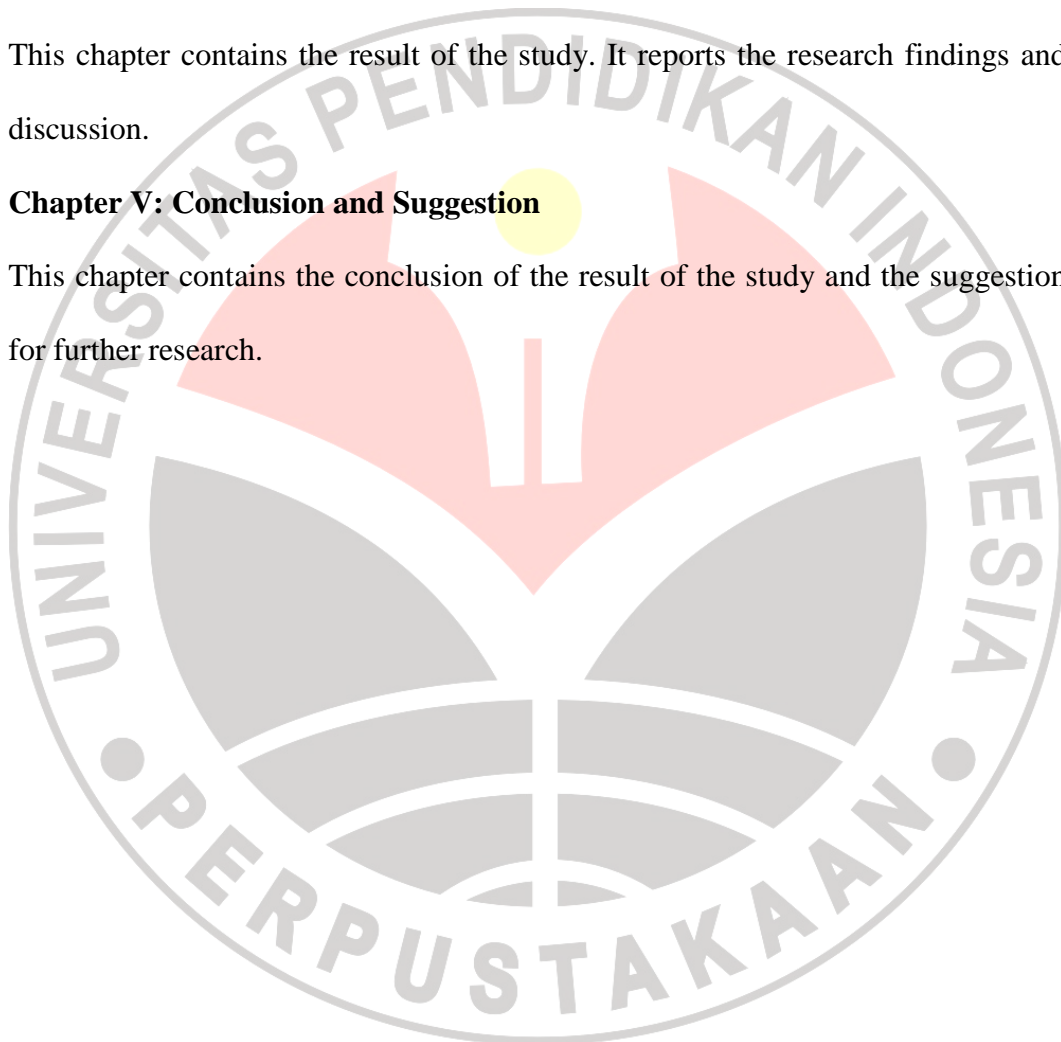 This chapter contains the result of the study. It reports the research findings and
discussion.
Chapter V: Conclusion and Suggestion
This chapter contains the conclusion of the result of the study and the suggestion
for further research.
UNIVERSITAS PENDIDIKAN INDONESIA
PERPUSTAKAAN